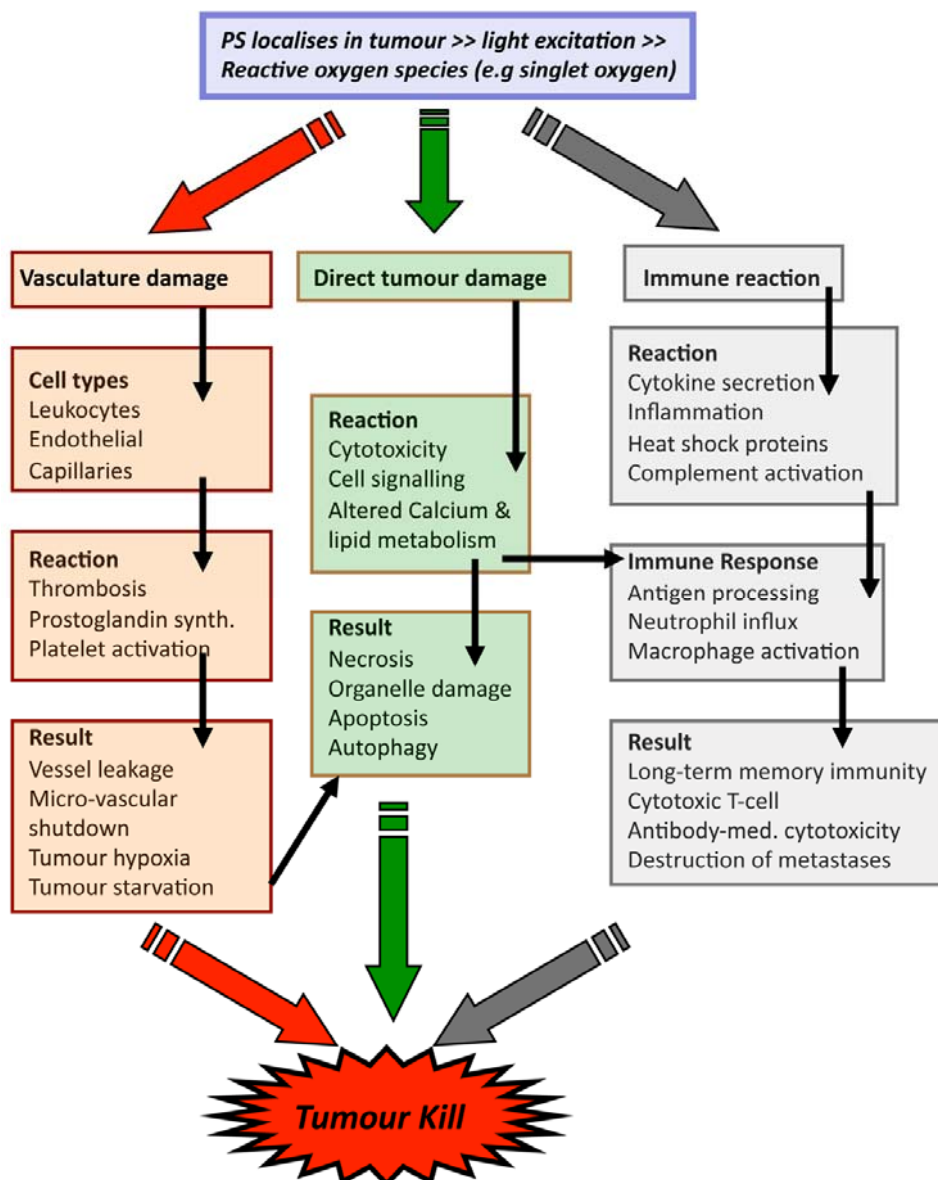 PS localises in tumour >> light excitation >>
Reactive oxygen species (e.g singlet oxygen)
Vasculature damage
Cell types
Leukocytes
Endothelial
Capillaries
Reaction
Thrombosis
Prostoglandin synth.
Platelet activation
Result
Vessel leakage
Micro-vascular
shutdown
Tumour hypoxia
Tumour starvation
Direct tumour damage
Reaction
Cytotoxicity
Cell signalling
Altered Calcium &
lipid metabolism
Result
Necrosis
Organelle damage
Apoptosis
Autophagy
Immune reaction
Reaction
Cytokine secretion
Inflammation
Heat shock proteins
Complement activation
Immune Response
Antigen processing
Neutrophil influx
Macrophage activation
Result
Long-term memory immunity
Cytotoxic T-cell
Antibody-med. cytotoxicity
Destruction of metastases
Tumour Kill